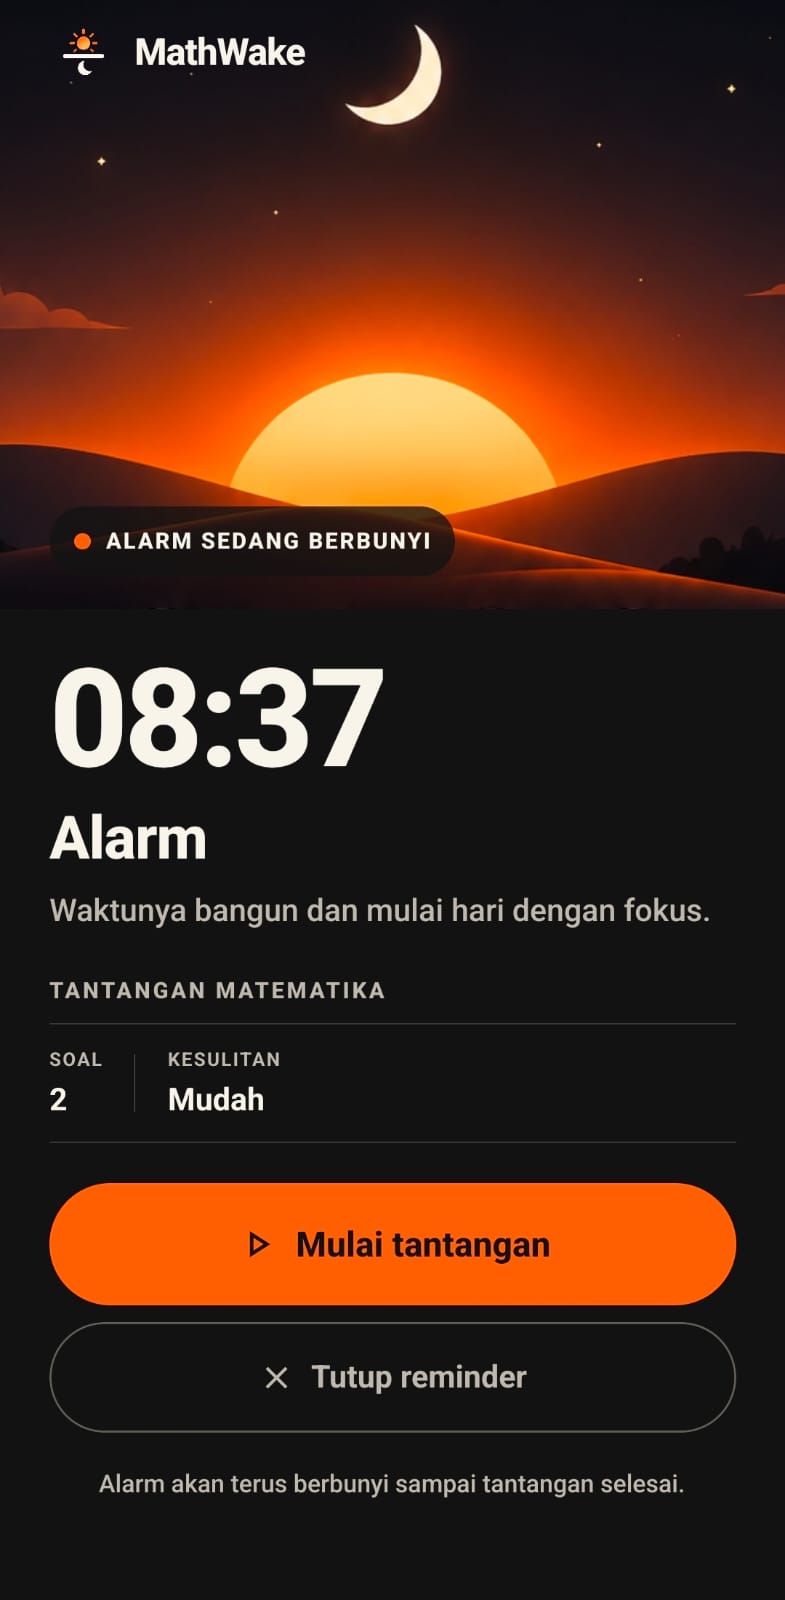 MathWake
ALARM SEDANG BERBUNYI
08:37
Alarm
Waktunya bangun dan mulai hari dengan fokus.
TANTANGAN MATEMATIKA
SOAL KESULITAN
2 Mudah
Mulai tantangan
Tutup reminder
Alarm akan terus berbunyi sampai tantangan selesai.